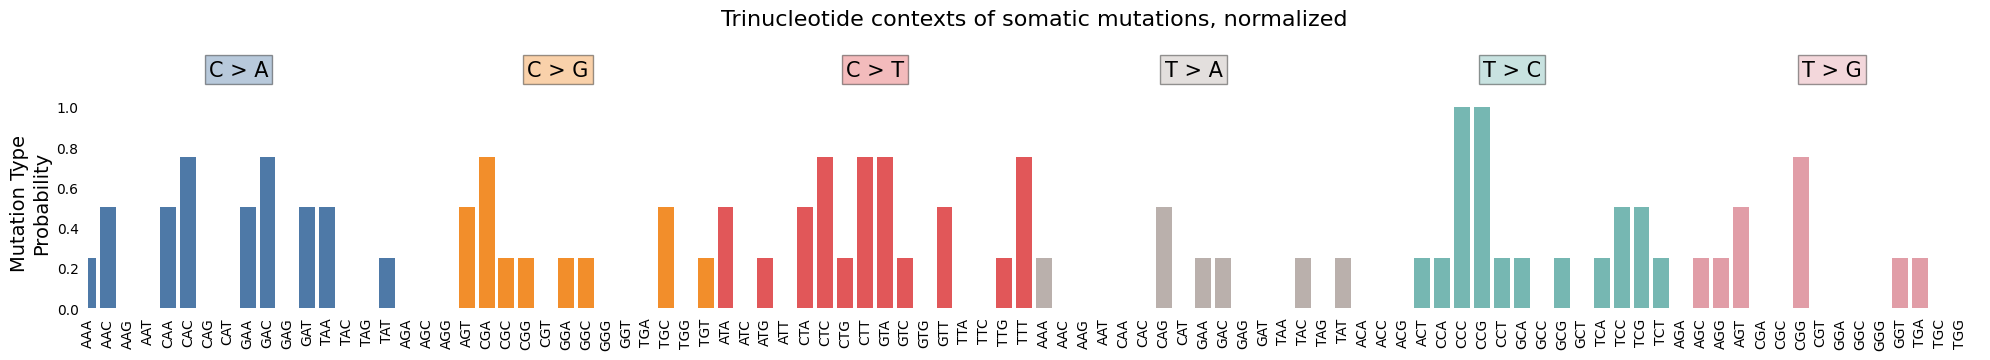 Trinucleotide contexts of somatic mutations, normalized
C > A
C > G
C > T
T > A
T > C
T > G
Mutation Type
Probability
1.0
0.8
0.6
0.4
0.2
0.0
AAA
AAC
AAG
AAT
CAA
CAC
CAG
CAT
GAA
GAC
GAG
GAT
TAA
TAC
TAG
TAT
AGA
AGC
AGG
AGT
CGA
CGC
CGG
CGT
GGA
GGC
GGG
GGT
TGA
TGC
TGG
TGT
ATA
ATC
ATG
ATT
CTA
CTC
CTG
CTT
GTA
GTC
GTG
GTT
TTA
TTC
TTG
TTT
AAA
AAC
AAG
AAT
CAA
CAC
CAG
CAT
GAA
GAC
GAG
GAT
TAA
TAC
TAG
TAT
ACA
ACC
ACG
ACT
CCA
CCC
CCG
CCT
GCA
GCC
GCG
GCT
TCA
TCC
TCG
TCT
AGA
AGC
AGG
AGT
CGA
CGC
CGG
CGT
GGA
GGC
GGG
GGT
TGA
TGC
TGG